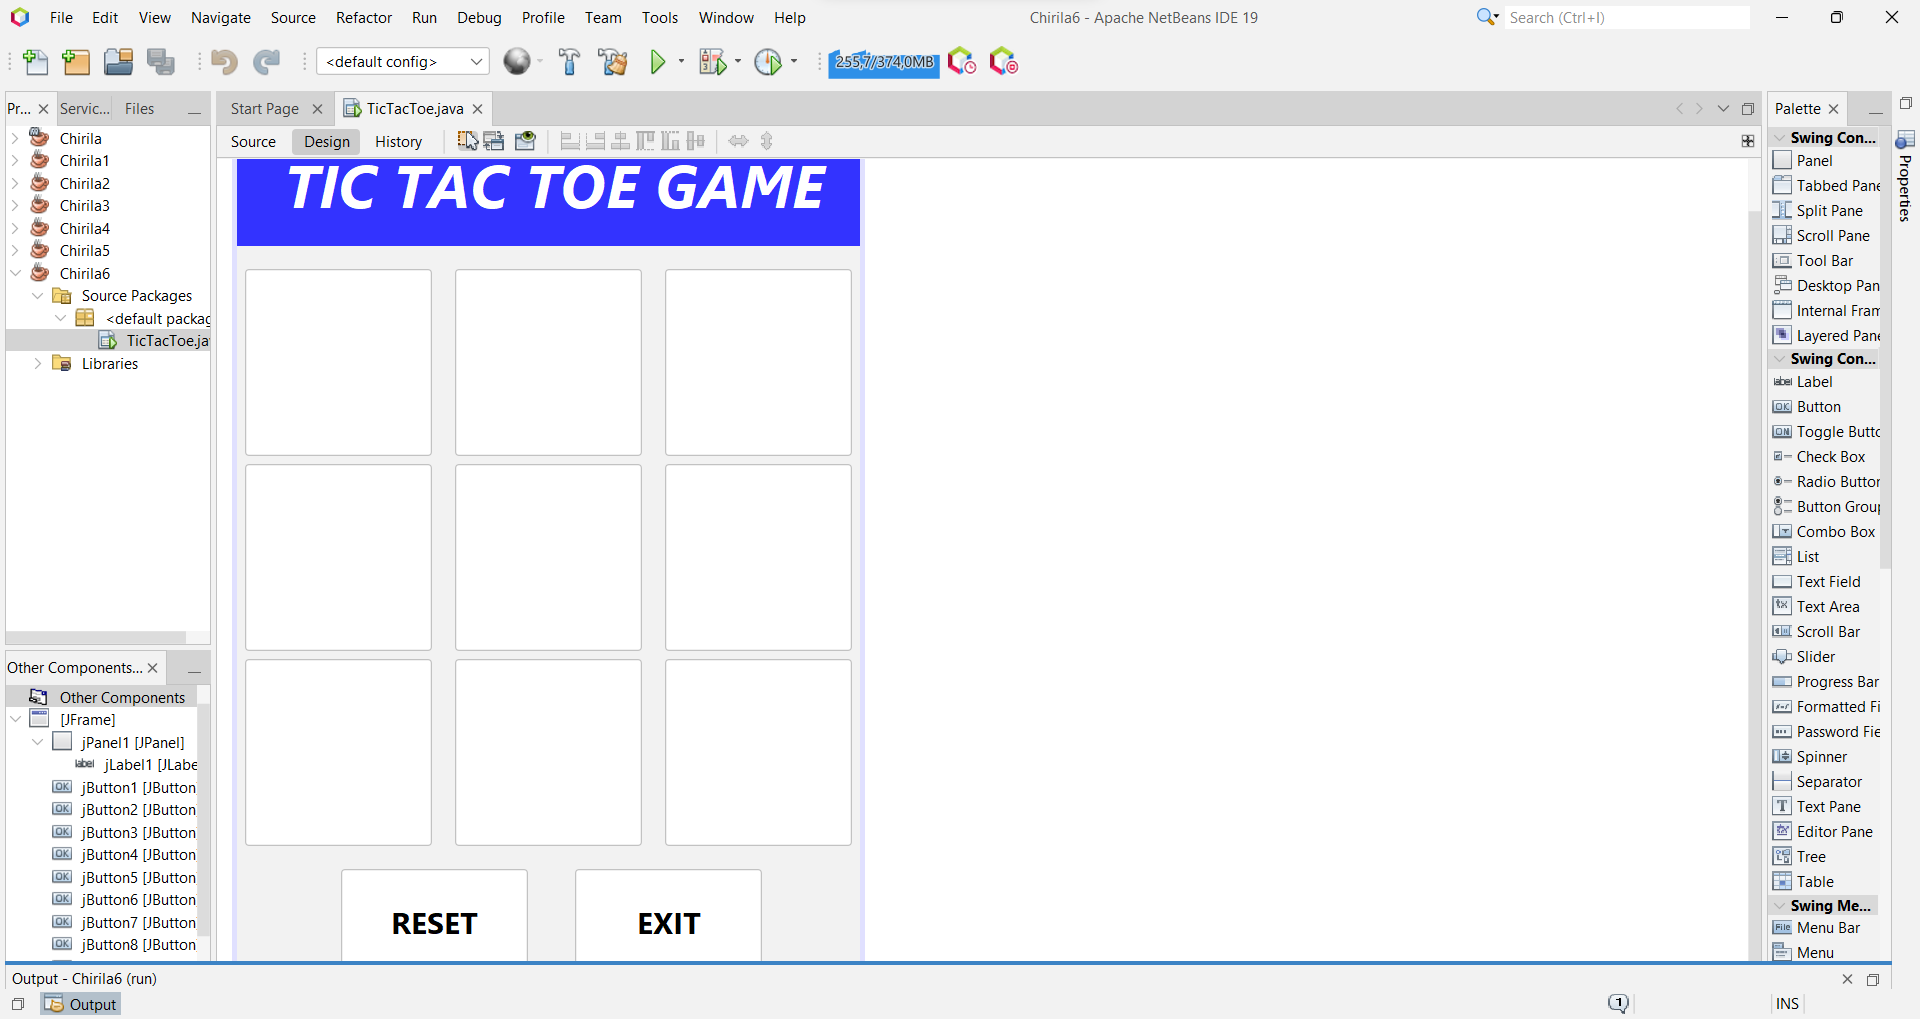 File Edit View Navigate Source Refactor Run Debug Profile Team Tools Window Help
Chirila6 - Apache NetBeans IDE 19
Search (Ctrl+I)
<default config>
255,7/374,0MB
Pr... Servic... Files
Start Page TicTacToe.java
Source Design History
Chirila
Chirila1
Chirila2
Chirila3
Chirila4
Chirila5
Chirila6
Source Packages
<default packag
TicTacToe.ja
Libraries
Other Components...
Other Components
[JFrame]
jPanel1 [JPanel]
jLabel1 [JLabe
jButton1 [JButton
jButton2 [JButton
jButton3 [JButton
jButton4 [JButton
jButton5 [JButton
jButton6 [JButton
jButton7 [JButton
jButton8 [JButton
TIC TAC TOE GAME
RESET EXIT
Palette
Swing Con...
Panel
Tabbed Pane
Split Pane
Scroll Pane
Tool Bar
Desktop Pan
Internal Fram
Layered Pane
Swing Con...
Label
Button
Toggle Butto
Check Box
Radio Button
Button Group
Combo Box
List
Text Field
Text Area
Scroll Bar
Slider
Progress Bar
Formatted Fi
Password Fie
Spinner
Separator
Text Pane
Editor Pane
Tree
Table
Swing Me...
Menu Bar
Menu
Properties
Output - Chirila6 (run)
Output
1
INS